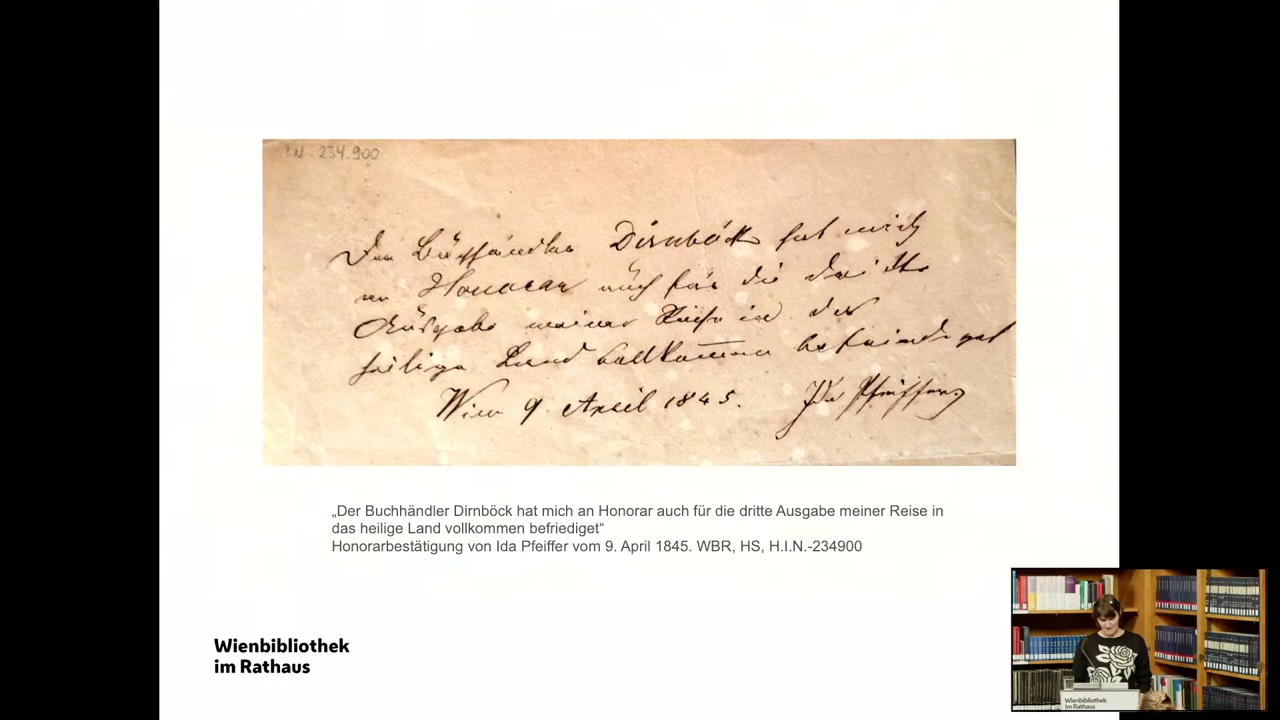 I.N. 234.900
Der Buchhändler Dirnböck hat mich
an Honorar auch für die dritte
Ausgabe meiner Reise in das
heilige Land vollkommen befriediget
Wien 9 April 1845. Ida Pfeiffer
„Der Buchhändler Dirnböck hat mich an Honorar auch für die dritte Ausgabe meiner Reise in
das heilige Land vollkommen befriediget“
Honorarbestätigung von Ida Pfeiffer vom 9. April 1845. WBR, HS, H.I.N.-234900
Wienbibliothek
im Rathaus
Wienbibliothek
im Rathaus